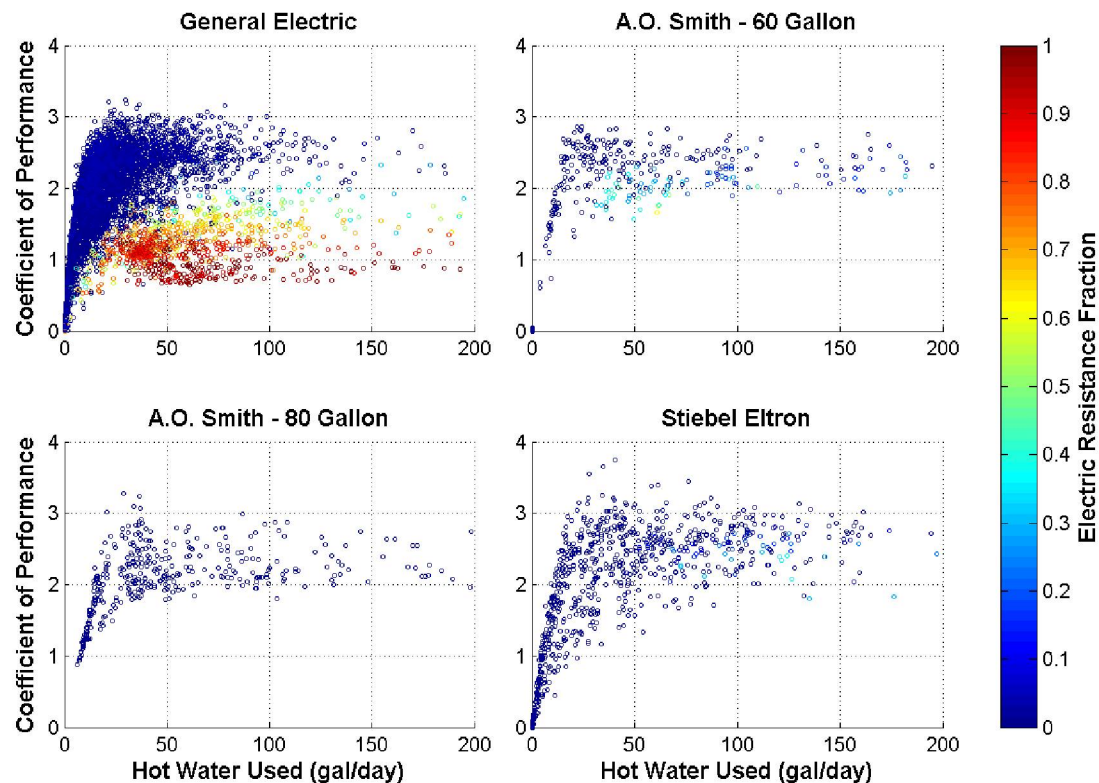 General Electric
A.O. Smith - 60 Gallon
Coefficient of Performance
4
3
2
1
0
0 50 100 150 200
4
3
2
1
0
0 50 100 150 200
A.O. Smith - 80 Gallon
Stiebel Eltron
Coefficient of Performance
4
3
2
1
0
0 50 100 150 200
Hot Water Used (gal/day)
4
3
2
1
0
0 50 100 150 200
Hot Water Used (gal/day)
1
0.9
0.8
0.7
0.6
0.5
0.4
0.3
0.2
0.1
0
Electric Resistance Fraction